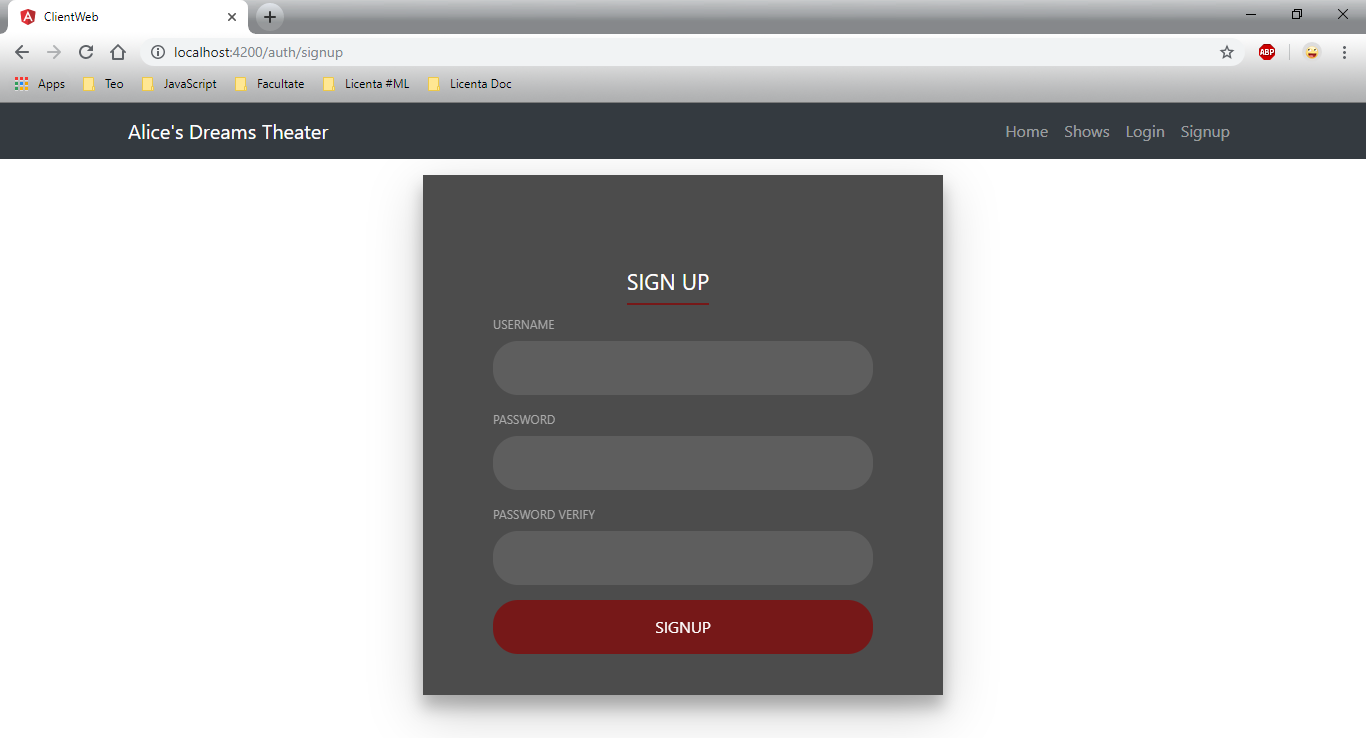 ClientWeb
localhost:4200/auth/signup
ABP
Apps Teo JavaScript Facultate Licenta #ML Licenta Doc
Alice's Dreams Theater Home Shows Login Signup
SIGN UP
USERNAME
PASSWORD
PASSWORD VERIFY
SIGNUP